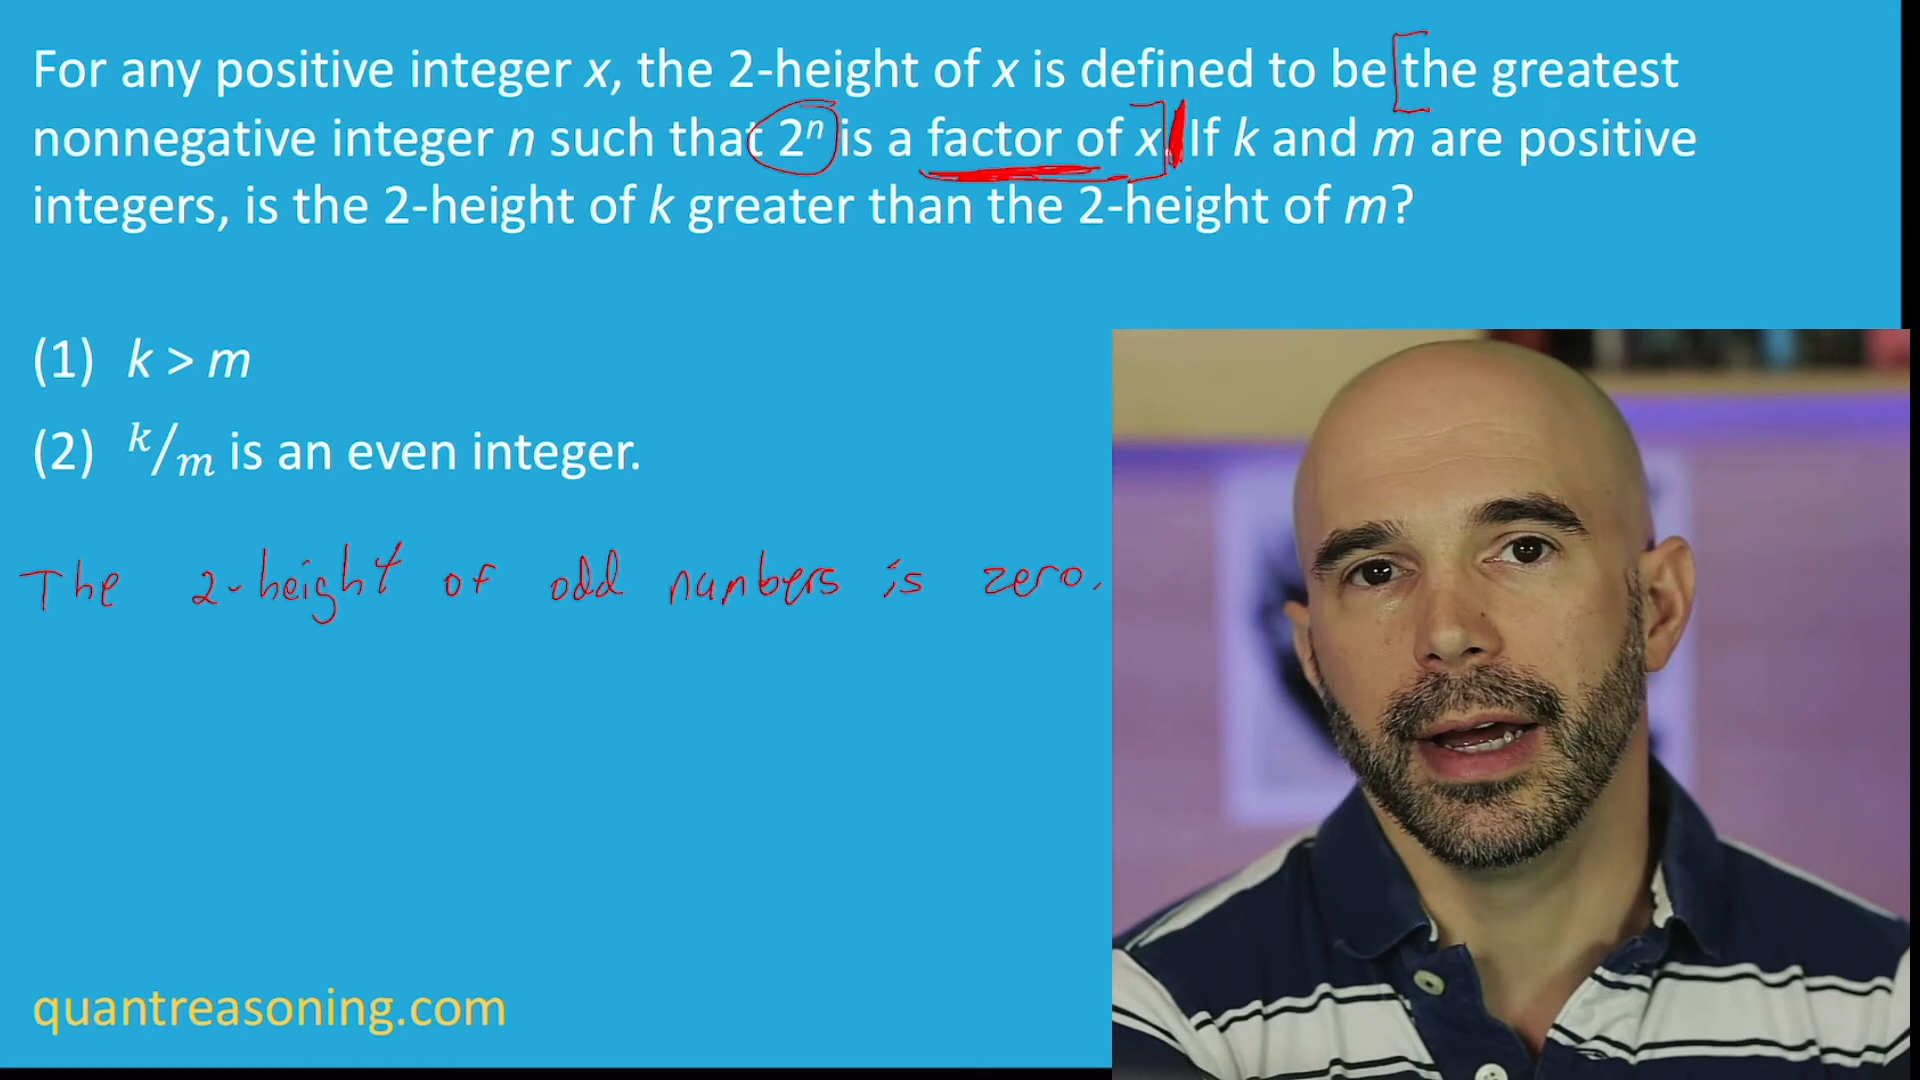 For any positive integer x, the 2-height of x is defined to be the greatest
nonnegative integer n such that 2ⁿ is a factor of x. If k and m are positive
integers, is the 2-height of k greater than the 2-height of m?
(1) k > m
(2) k/m is an even integer.
The 2-height of odd numbers is zero.
quantreasoning.com